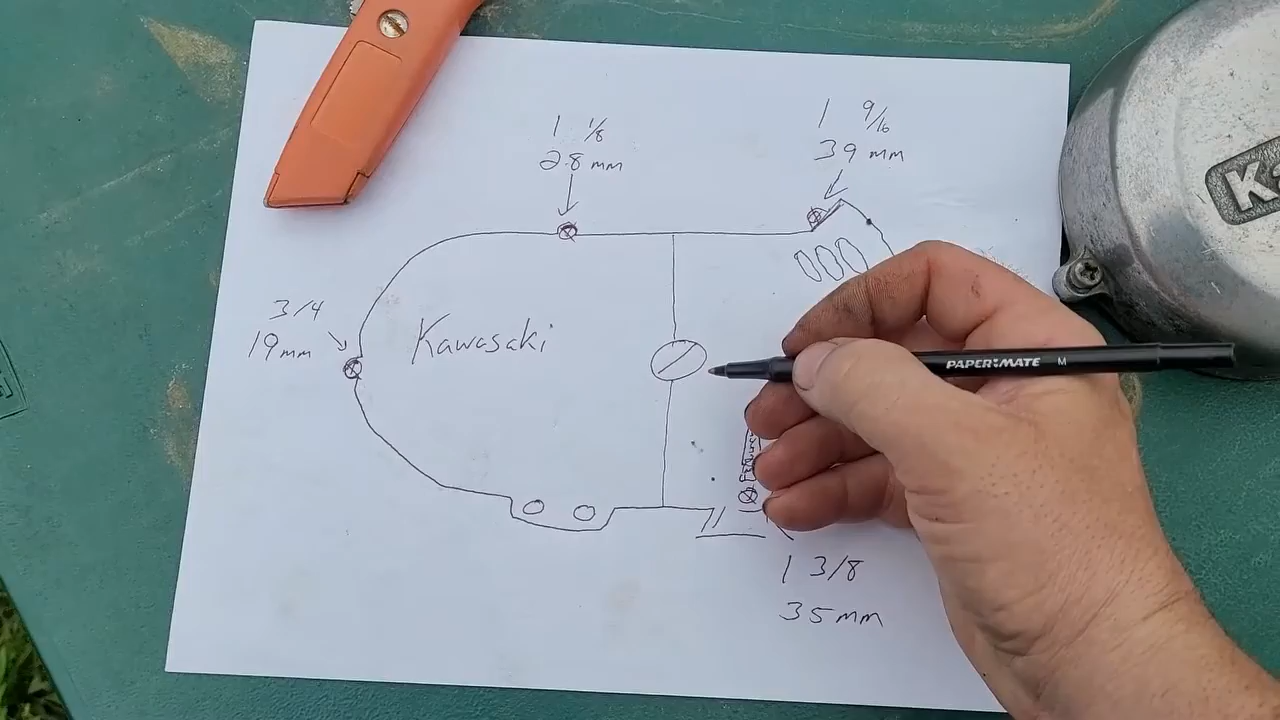 1 1/8
28 mm
1 9/16
39 mm
3/4
19mm
Kawasaki
PAPER MATE M
1 3/8
35mm